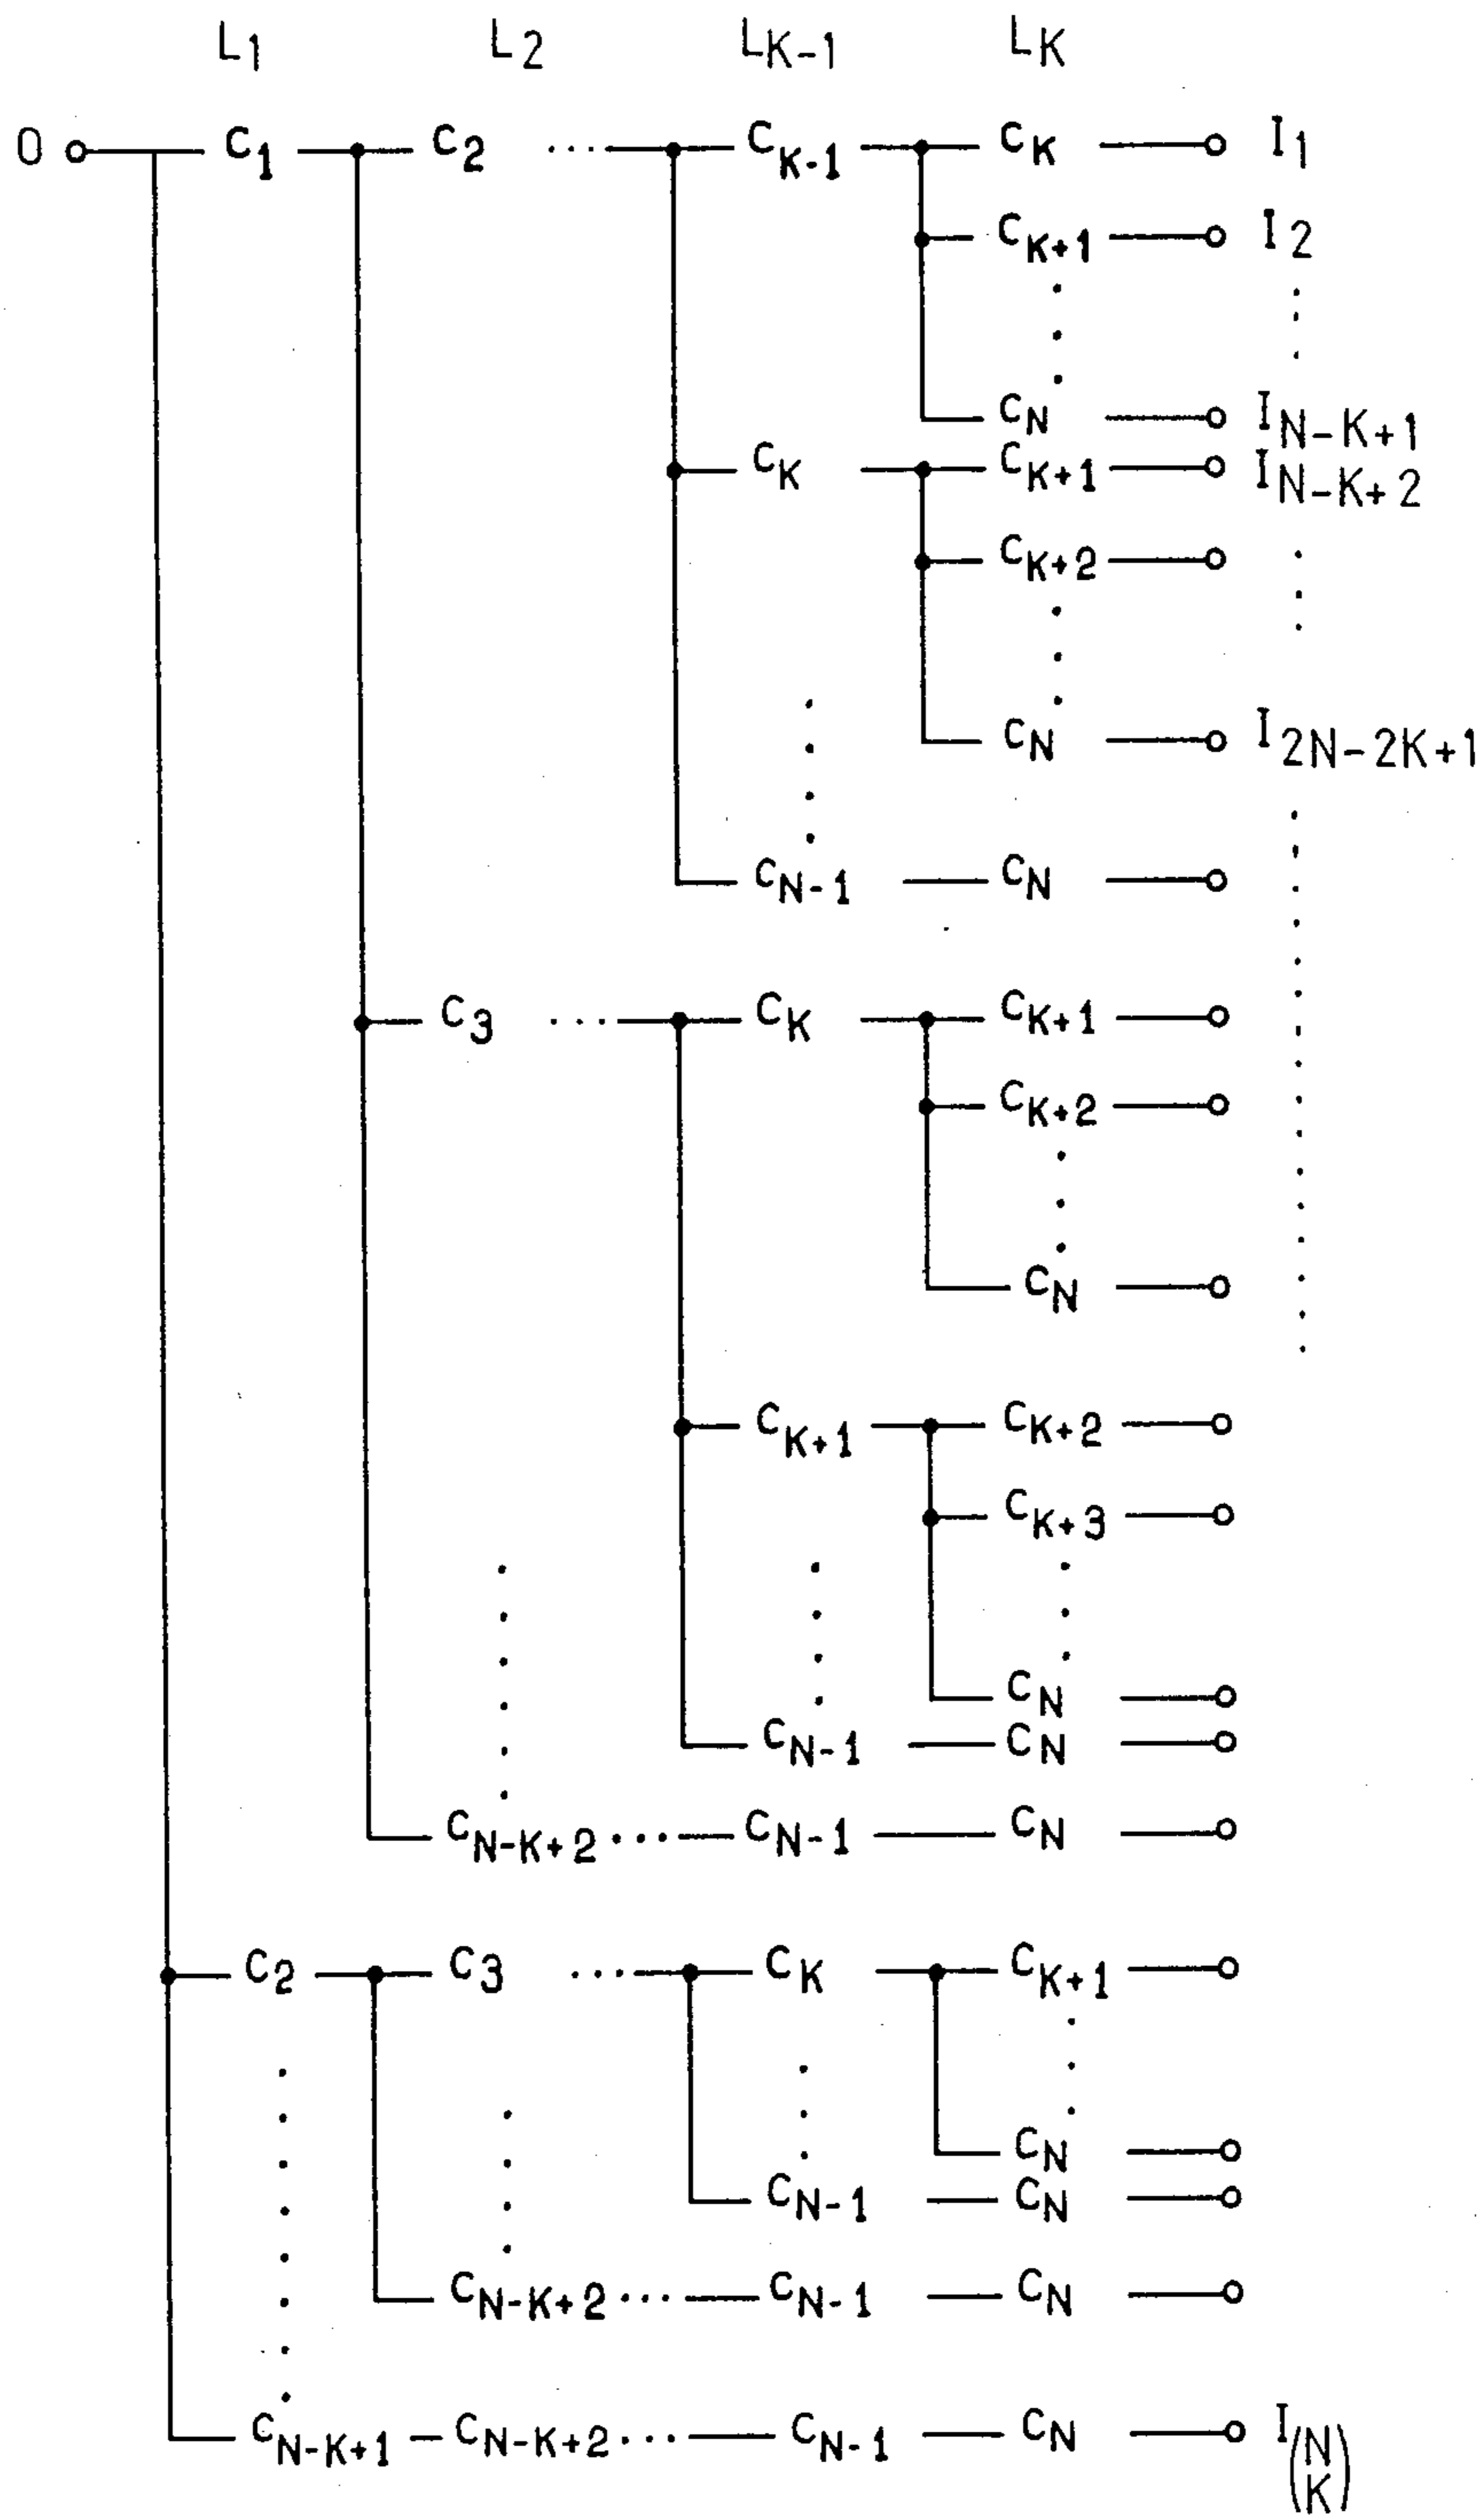 L1 L2 LK-1 LK
O C1 C2 ... CK-1 CK I1
CK+1 I2
CN IN-K+1
CK CK+1 IN-K+2
CK+2
CN I2N-2K+1
CN-1 CN
C3 ... CK CK+1
CK+2
CN
CK+1 CK+2
CK+3
CN
CN-1 CN
CN-K+2 ... CN-1 CN
C2 C3 ... CK CK+1
CN
CN-1 CN
CN-K+2 ... CN-1 CN
CN-K+1 CN-K+2 ... CN-1 CN I(N K)